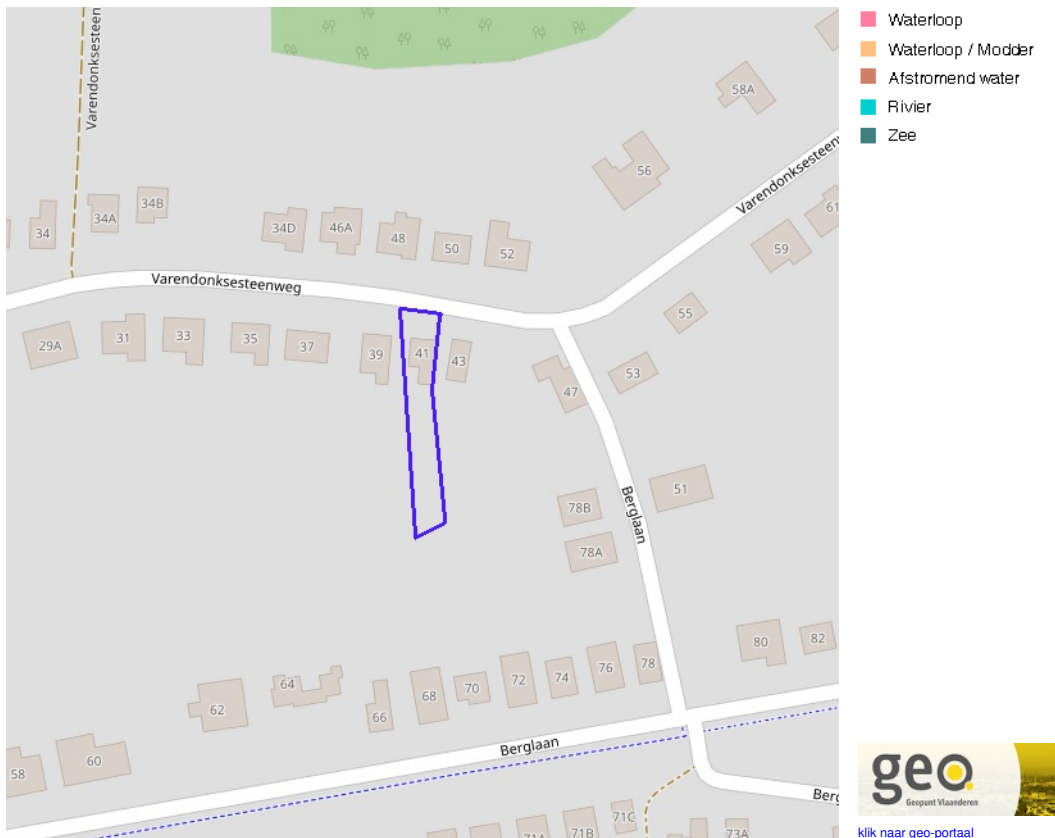 Waterloop
Waterloop / Modder
Afstromend water
Rivier
Zee
Varendonksesteen
58A
56
34B
34A
34
34D
46A
48
50
52
61
59
Varendonksesteenv
Varendonksesteenweg
55
29A
31
33
35
37
39
41
43
47
53
51
78B
78A
Berglaan
80
82
78
76
74
72
70
68
66
64
62
60
58
Berglaan
Berg
71C
71B
71A
73A
geo.
Geopunt Vlaanderen
klik naar geo-portaal